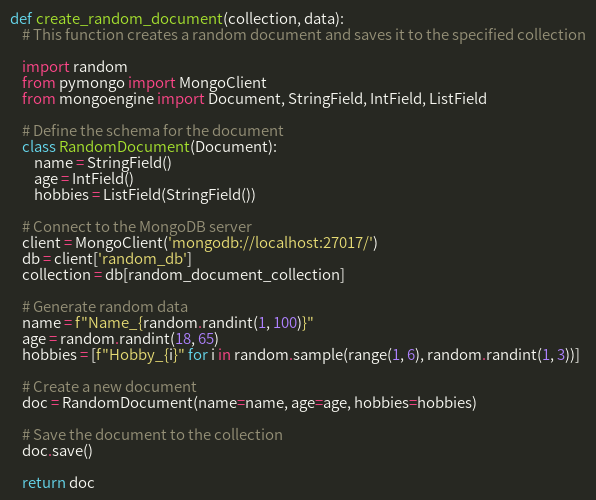 def create_random_document(collection, data):
    # This function creates a random document and saves it to the specified collection

    import random
    from pymongo import MongoClient
    from mongoengine import Document, StringField, IntField, ListField

    # Define the schema for the document
    class RandomDocument(Document):
        name = StringField()
        age = IntField()
        hobbies = ListField(StringField())

    # Connect to the MongoDB server
    client = MongoClient('mongodb://localhost:27017/')
    db = client['random_db']
    collection = db[random_document_collection]

    # Generate random data
    name = f"Name_{random.randint(1, 100)}"
    age = random.randint(18, 65)
    hobbies = [f"Hobby_{i}" for i in random.sample(range(1, 6), random.randint(1, 3))]

    # Create a new document
    doc = RandomDocument(name=name, age=age, hobbies=hobbies)

    # Save the document to the collection
    doc.save()

    return doc